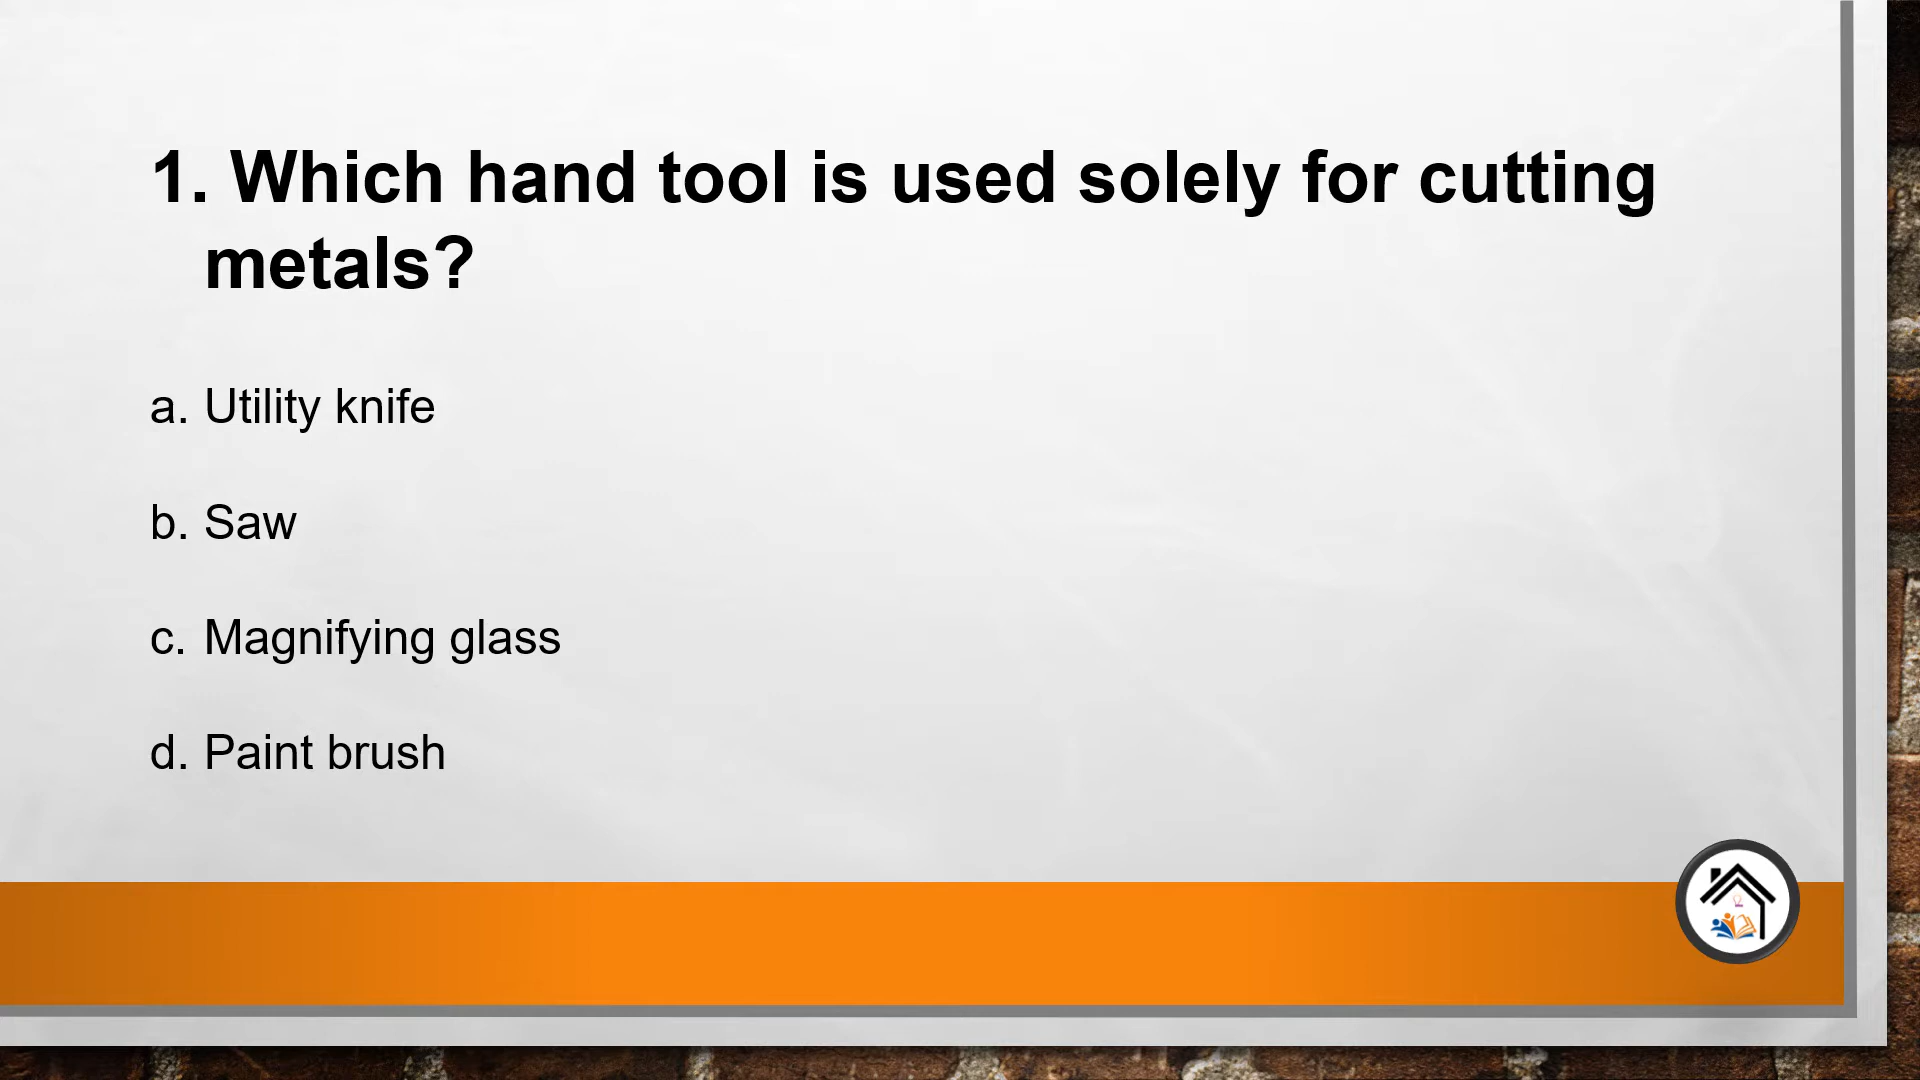 1. Which hand tool is used solely for cutting
metals?
a. Utility knife
b. Saw
c. Magnifying glass
d. Paint brush